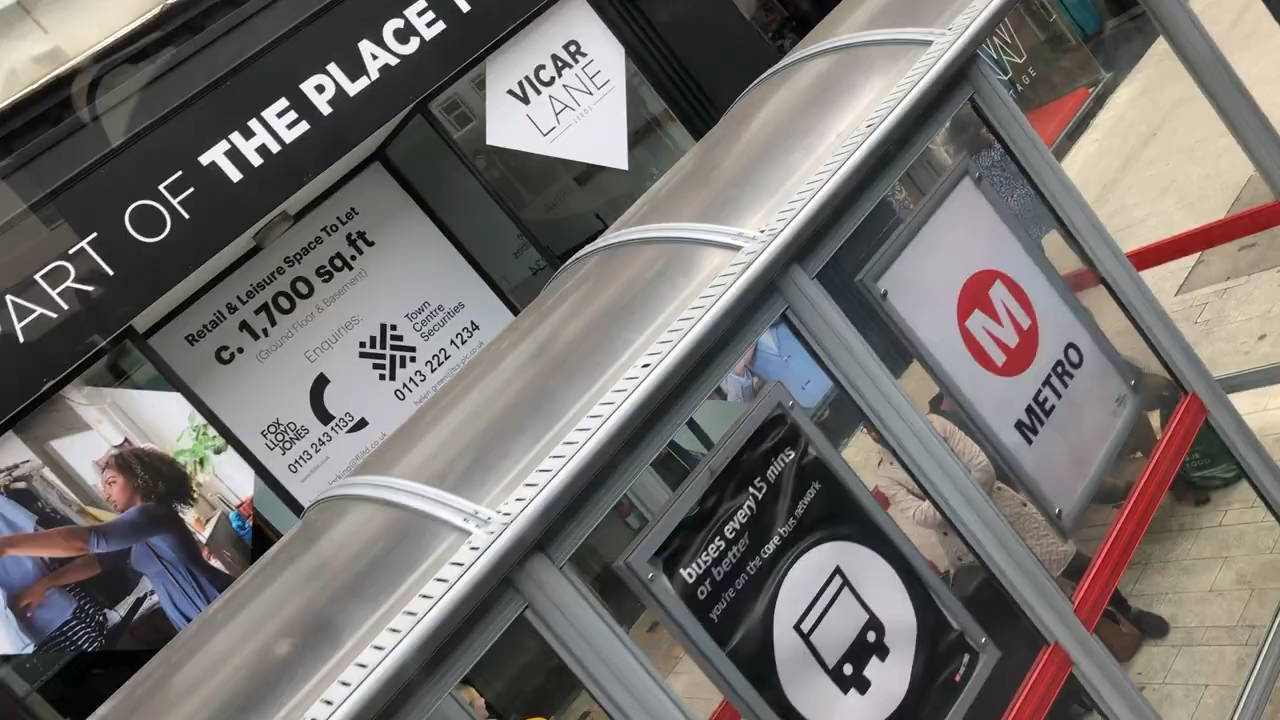 PART OF THE PLACE
VICAR
LANE
LEEDS
Retail & Leisure Space To Let
c. 1,700 sq.ft
(Ground Floor & Basement)
Enquiries:
Town
Centre
Securities
0113 222 1234
FOX
LLOYD
JONES
0113 243 1133
M
METRO
buses every 15 mins
or better
you're on the core bus network